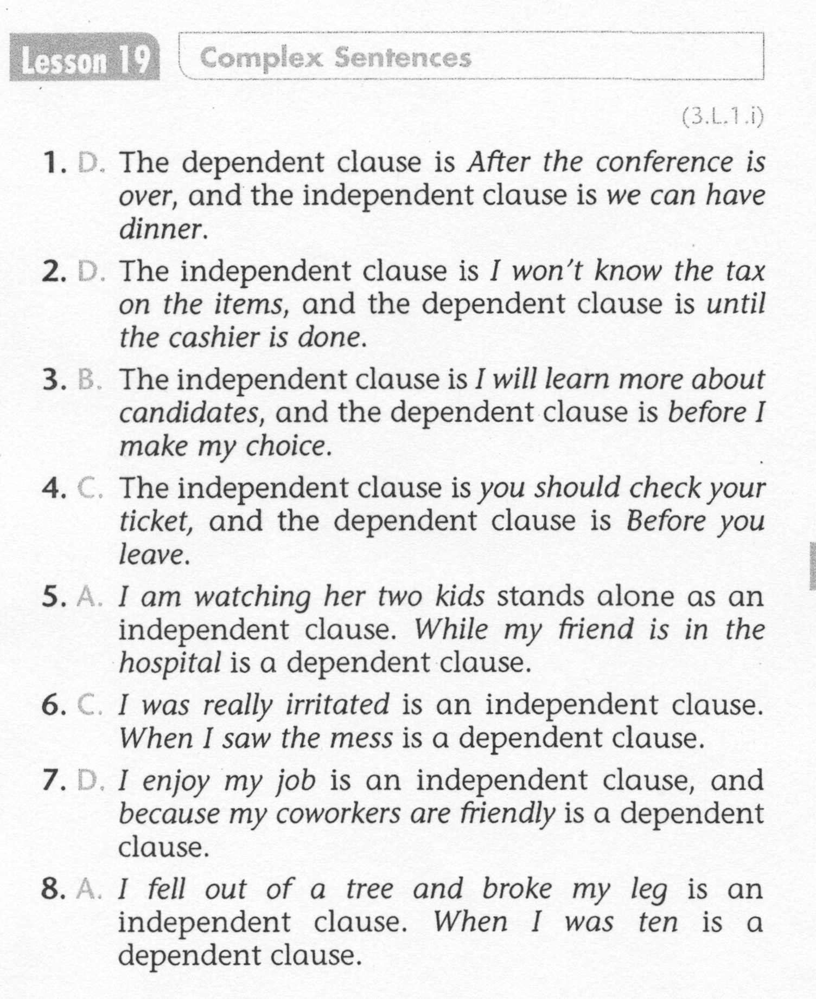 Lesson 19 Complex Sentences
(3.L.1.i)
1. D. The dependent clause is After the conference is
over, and the independent clause is we can have
dinner.
2. D. The independent clause is I won't know the tax
on the items, and the dependent clause is until
the cashier is done.
3. B. The independent clause is I will learn more about
candidates, and the dependent clause is before I
make my choice.
4. C. The independent clause is you should check your
ticket, and the dependent clause is Before you
leave.
5. A. I am watching her two kids stands alone as an
independent clause. While my friend is in the
hospital is a dependent clause.
6. C. I was really irritated is an independent clause.
When I saw the mess is a dependent clause.
7. D. I enjoy my job is an independent clause, and
because my coworkers are friendly is a dependent
clause.
8. A. I fell out of a tree and broke my leg is an
independent clause. When I was ten is a
dependent clause.